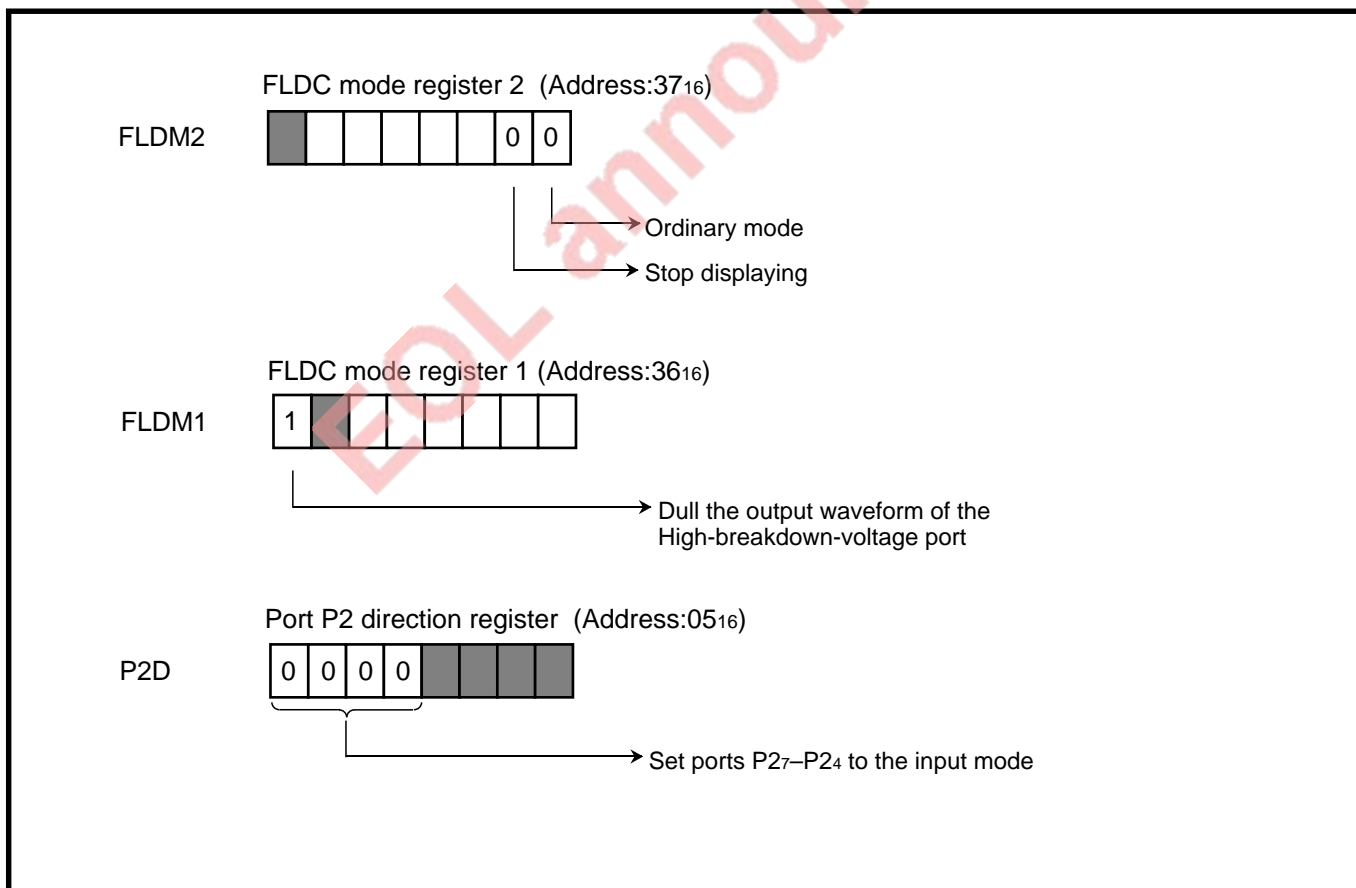 FLDC mode register 2 (Address:3716)
FLDM2
0 0
Ordinary mode
Stop displaying
FLDC mode register 1 (Address:3616)
FLDM1
1
Dull the output waveform of the
High-breakdown-voltage port
Port P2 direction register (Address:0516)
P2D
0 0 0 0
Set ports P27–P24 to the input mode
EOL annou